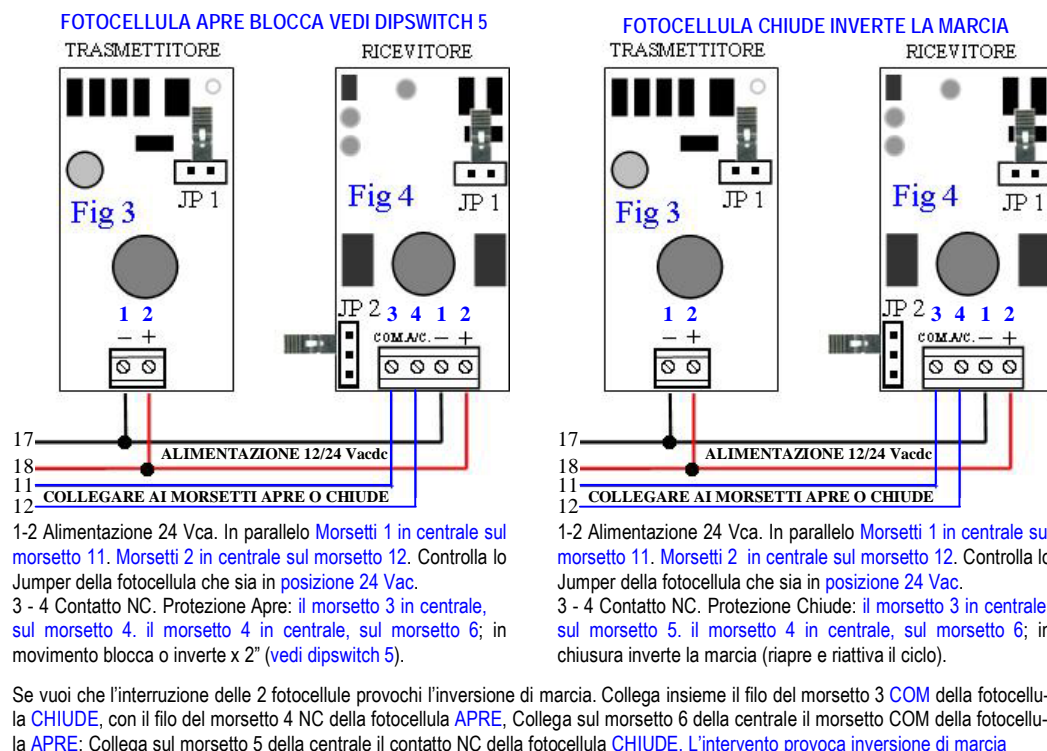 FOTOCELLULA APRE BLOCCA VEDI DIPSWITCH 5
TRASMETTITORE
RICEVITORE
Fig 3
JP 1
Fig 4
JP 1
JP 2
1 2
3 4 1 2
– +
COM.A/C. – +
17
ALIMENTAZIONE 12/24 Vacdc
18
11
COLLEGARE AI MORSETTI APRE O CHIUDE
12
1-2 Alimentazione 24 Vca. In parallelo Morsetti 1 in centrale sul
morsetto 11. Morsetti 2 in centrale sul morsetto 12. Controlla lo
Jumper della fotocellula che sia in posizione 24 Vac.
3 - 4 Contatto NC. Protezione Apre: il morsetto 3 in centrale,
sul morsetto 4. il morsetto 4 in centrale, sul morsetto 6; in
movimento blocca o inverte x 2” (vedi dipswitch 5).
FOTOCELLULA CHIUDE INVERTE LA MARCIA
TRASMETTITORE
RICEVITORE
Fig 3
JP 1
Fig 4
JP 1
JP 2
1 2
3 4 1 2
– +
COM.A/C. – +
17
ALIMENTAZIONE 12/24 Vacdc
18
11
COLLEGARE AI MORSETTI APRE O CHIUDE
12
1-2 Alimentazione 24 Vca. In parallelo Morsetti 1 in centrale su
morsetto 11. Morsetti 2 in centrale sul morsetto 12. Controlla lo
Jumper della fotocellula che sia in posizione 24 Vac.
3 - 4 Contatto NC. Protezione Chiude: il morsetto 3 in centrale
sul morsetto 5. il morsetto 4 in centrale, sul morsetto 6; in
chiusura inverte la marcia (riapre e riattiva il ciclo).
Se vuoi che l’interruzione delle 2 fotocellule provochi l’inversione di marcia. Collega insieme il filo del morsetto 3 COM della fotocellu-
la CHIUDE, con il filo del morsetto 4 NC della fotocellula APRE, Collega sul morsetto 6 della centrale il morsetto COM della fotocellu-
la APRE; Collega sul morsetto 5 della centrale il contatto NC della fotocellula CHIUDE. L’intervento provoca inversione di marcia